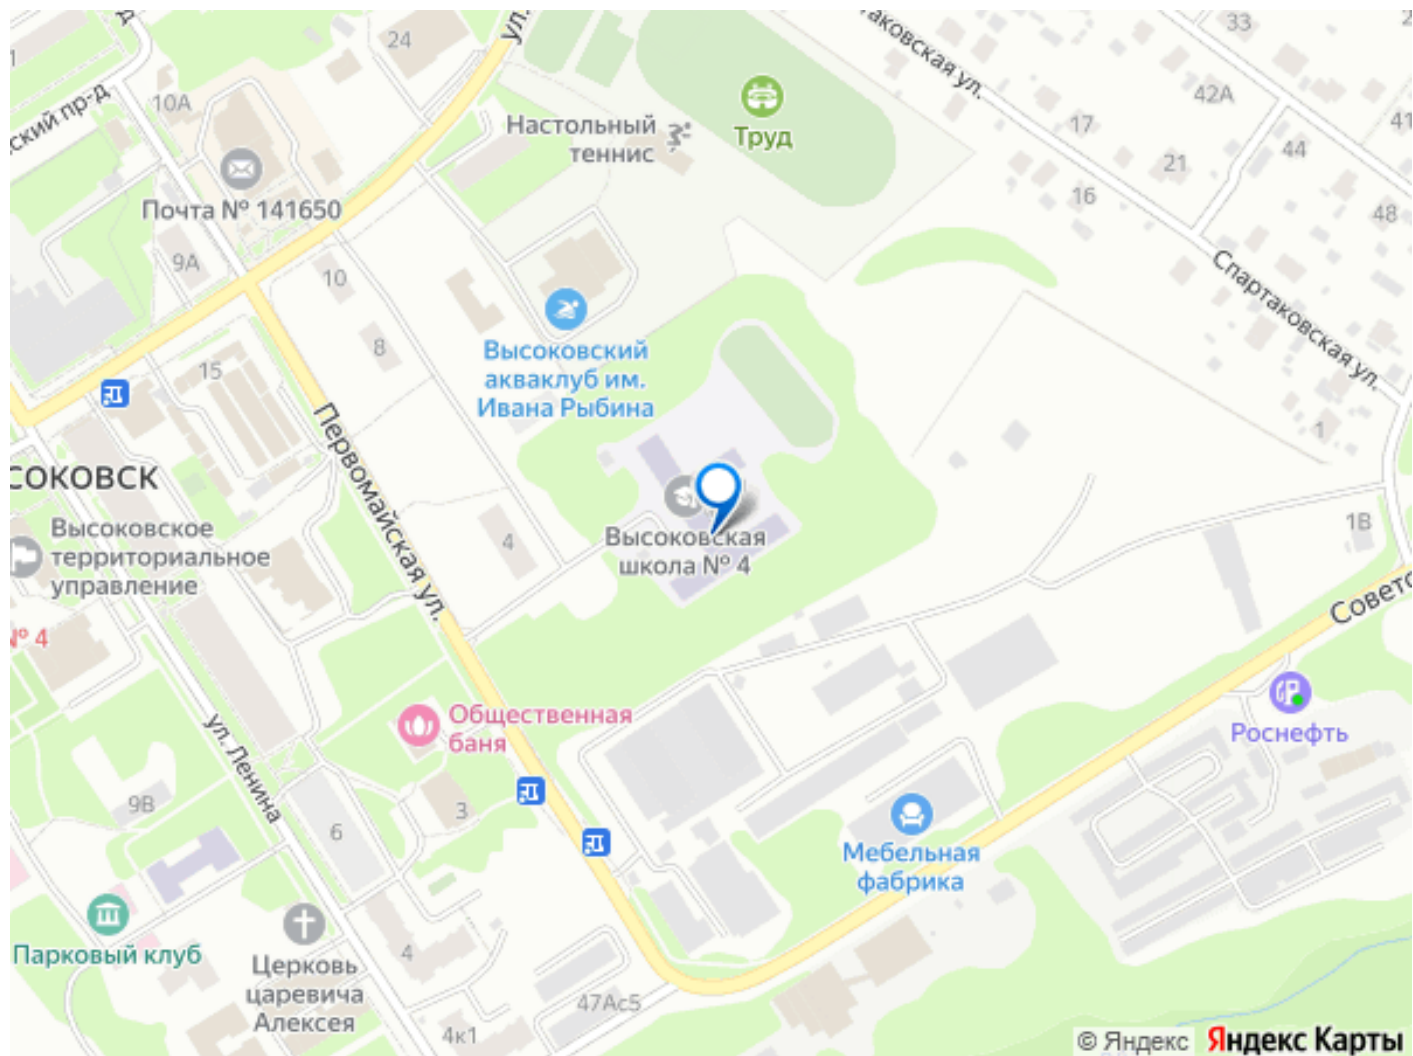 24
10А
ский пр-д
ул.
Настольный
теннис
Труд
таковская ул.
33
42А
41
17
44
21
16
48
Почта № 141650
9А
10
8
15
Спартаковская ул.
Высоковский
акваклуб им.
Ивана Рыбина
Первомайская ул.
1
СОКОВСК
Высоковское
территориальное
управление
4
Высоковская
школа № 4
1В
Советс
№ 4
ул. Ленина
Общественная
баня
Роснефть
9В
3
6
Мебельная
фабрика
Парковый клуб
Церковь
царевича
Алексея
4
47Ас5
4к1
© Яндекс Яндекс Карты